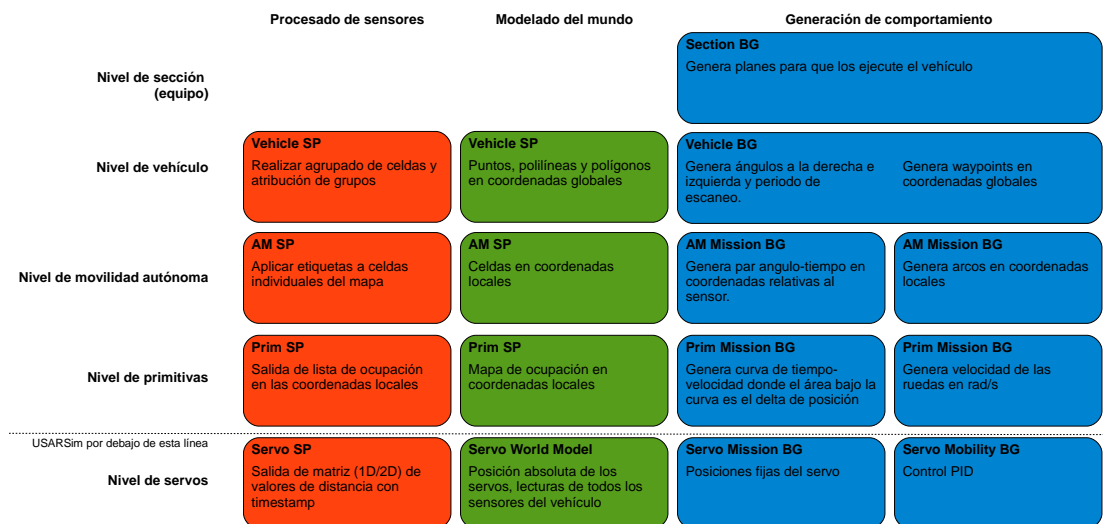 Procesado de sensores
Modelado del mundo
Generación de comportamiento
Nivel de sección
(equipo)
Section BG
Genera planes para que los ejecute el vehículo
Nivel de vehículo
Vehicle SP
Realizar agrupado de celdas y
atribución de grupos
Vehicle SP
Puntos, polilíneas y polígonos
en coordenadas globales
Vehicle BG
Genera ángulos a la derecha e
izquierda y periodo de
escaneo.
Genera waypoints en
coordenadas globales
Nivel de movilidad autónoma
AM SP
Aplicar etiquetas a celdas
individuales del mapa
AM SP
Celdas en coordenadas
locales
AM Mission BG
Genera par angulo-tiempo en
coordenadas relativas al
sensor.
AM Mission BG
Genera arcos en coordenadas
locales
Nivel de primitivas
Prim SP
Salida de lista de ocupación
en las coordenadas locales
Prim SP
Mapa de ocupación en
coordenadas locales
Prim Mission BG
Genera curva de tiempo-
velocidad donde el área bajo la
curva es el delta de posición
Prim Mission BG
Genera velocidad de las
ruedas en rad/s
USARSim por debajo de esta línea
Nivel de servos
Servo SP
Salida de matriz (1D/2D) de
valores de distancia con
timestamp
Servo World Model
Posición absoluta de los
servos, lecturas de todos los
sensores del vehículo
Servo Mission BG
Posiciones fijas del servo
Servo Mobility BG
Control PID